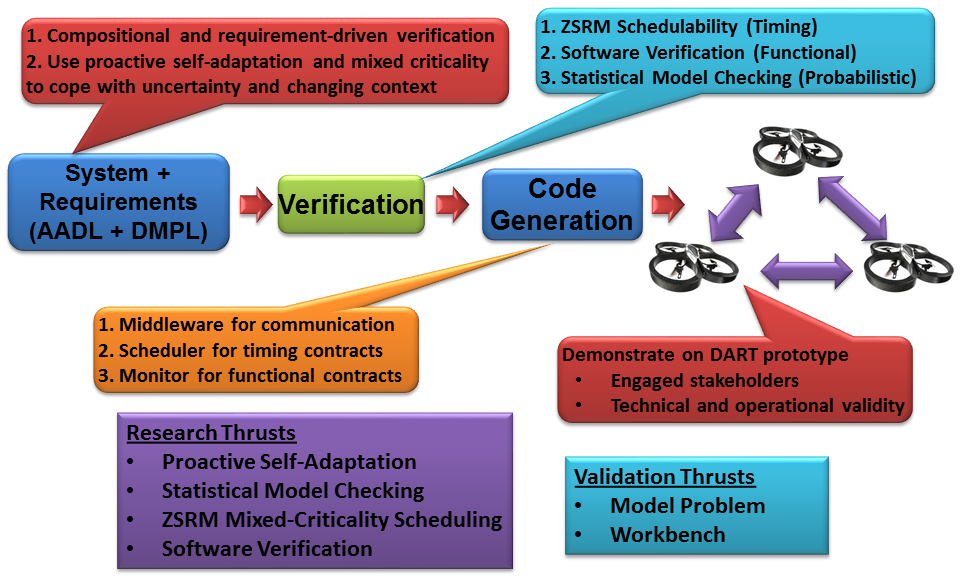 1. Compositional and requirement-driven verification
2. Use proactive self-adaptation and mixed criticality
to cope with uncertainty and changing context
1. ZSRM Schedulability (Timing)
2. Software Verification (Functional)
3. Statistical Model Checking (Probabilistic)
System +
Requirements
(AADL + DMPL)
Verification
Code
Generation
1. Middleware for communication
2. Scheduler for timing contracts
3. Monitor for functional contracts
Demonstrate on DART prototype
• Engaged stakeholders
• Technical and operational validity
Research Thrusts
• Proactive Self-Adaptation
• Statistical Model Checking
• ZSRM Mixed-Criticality Scheduling
• Software Verification
Validation Thrusts
• Model Problem
• Workbench